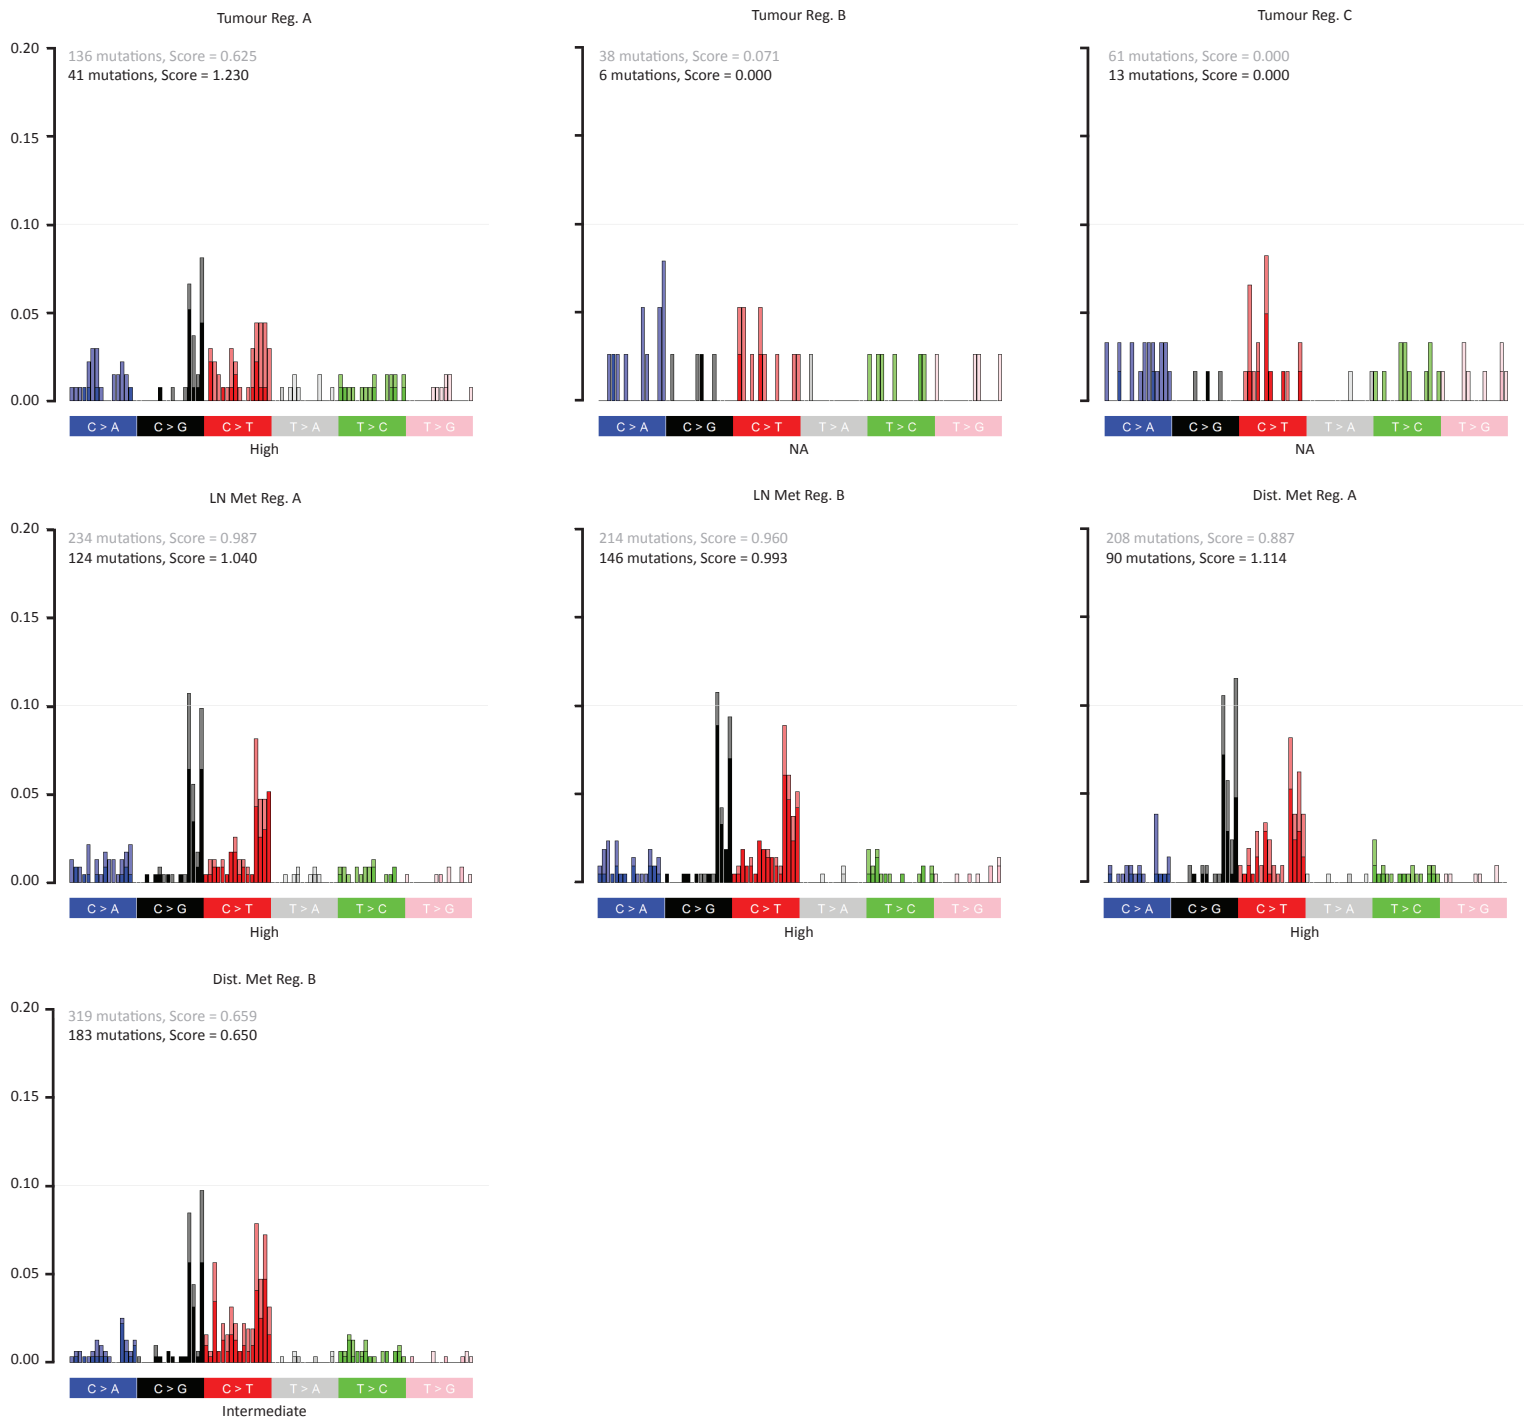 Tumour Reg. A
136 mutations, Score = 0.625
41 mutations, Score = 1.230
0.20
0.15
0.10
0.05
0.00
C > A C > G C > T T > A T > C T > G
High
Tumour Reg. B
38 mutations, Score = 0.071
6 mutations, Score = 0.000
C > A C > G C > T T > A T > C T > G
NA
Tumour Reg. C
61 mutations, Score = 0.000
13 mutations, Score = 0.000
C > A C > G C > T T > A T > C T > G
NA
LN Met Reg. A
234 mutations, Score = 0.987
124 mutations, Score = 1.040
0.20
0.15
0.10
0.05
0.00
C > A C > G C > T T > A T > C T > G
High
LN Met Reg. B
214 mutations, Score = 0.960
146 mutations, Score = 0.993
C > A C > G C > T T > A T > C T > G
High
Dist. Met Reg. A
208 mutations, Score = 0.887
90 mutations, Score = 1.114
C > A C > G C > T T > A T > C T > G
High
Dist. Met Reg. B
319 mutations, Score = 0.659
183 mutations, Score = 0.650
0.20
0.15
0.10
0.05
0.00
C > A C > G C > T T > A T > C T > G
Intermediate